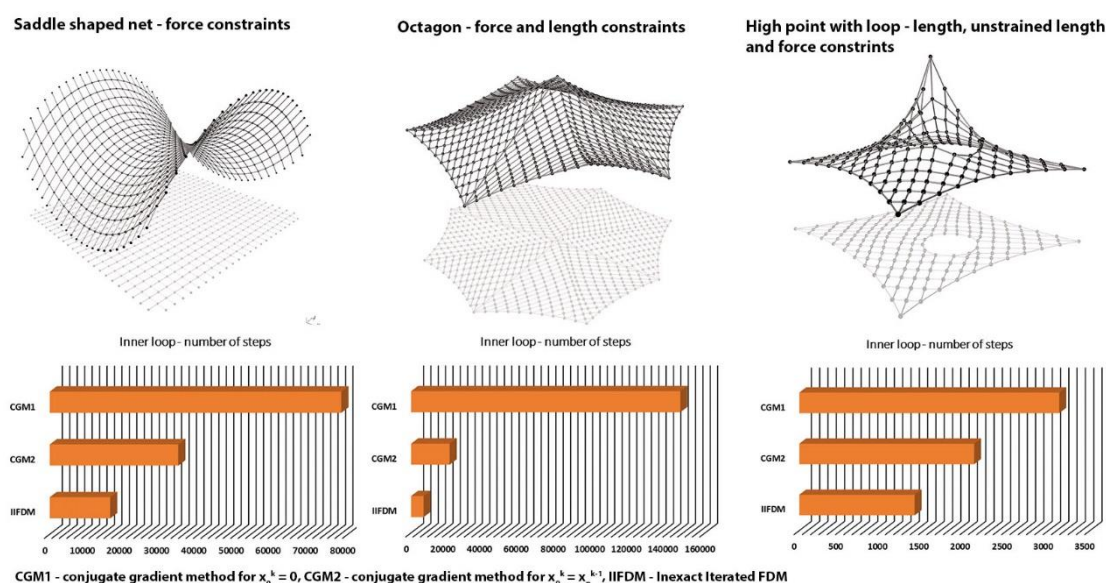 Saddle shaped net - force constraints
Octagon - force and length constraints
High point with loop - length, unstrained length
and force constrints
Inner loop - number of steps
CGM1
CGM2
IIFDM
0 10000 20000 30000 40000 50000 60000 70000 80000
Inner loop - number of steps
CGM1
CGM2
IIFDM
0 20000 40000 60000 80000 100000 120000 140000 160000
Inner loop - number of steps
CGM1
CGM2
IIFDM
0 500 1000 1500 2000 2500 3000 3500
CGM1 - conjugate gradient method for x₀ᵏ = 0, CGM2 - conjugate gradient method for x₀ᵏ = xₙᵏ⁻¹, IIFDM - Inexact Iterated FDM